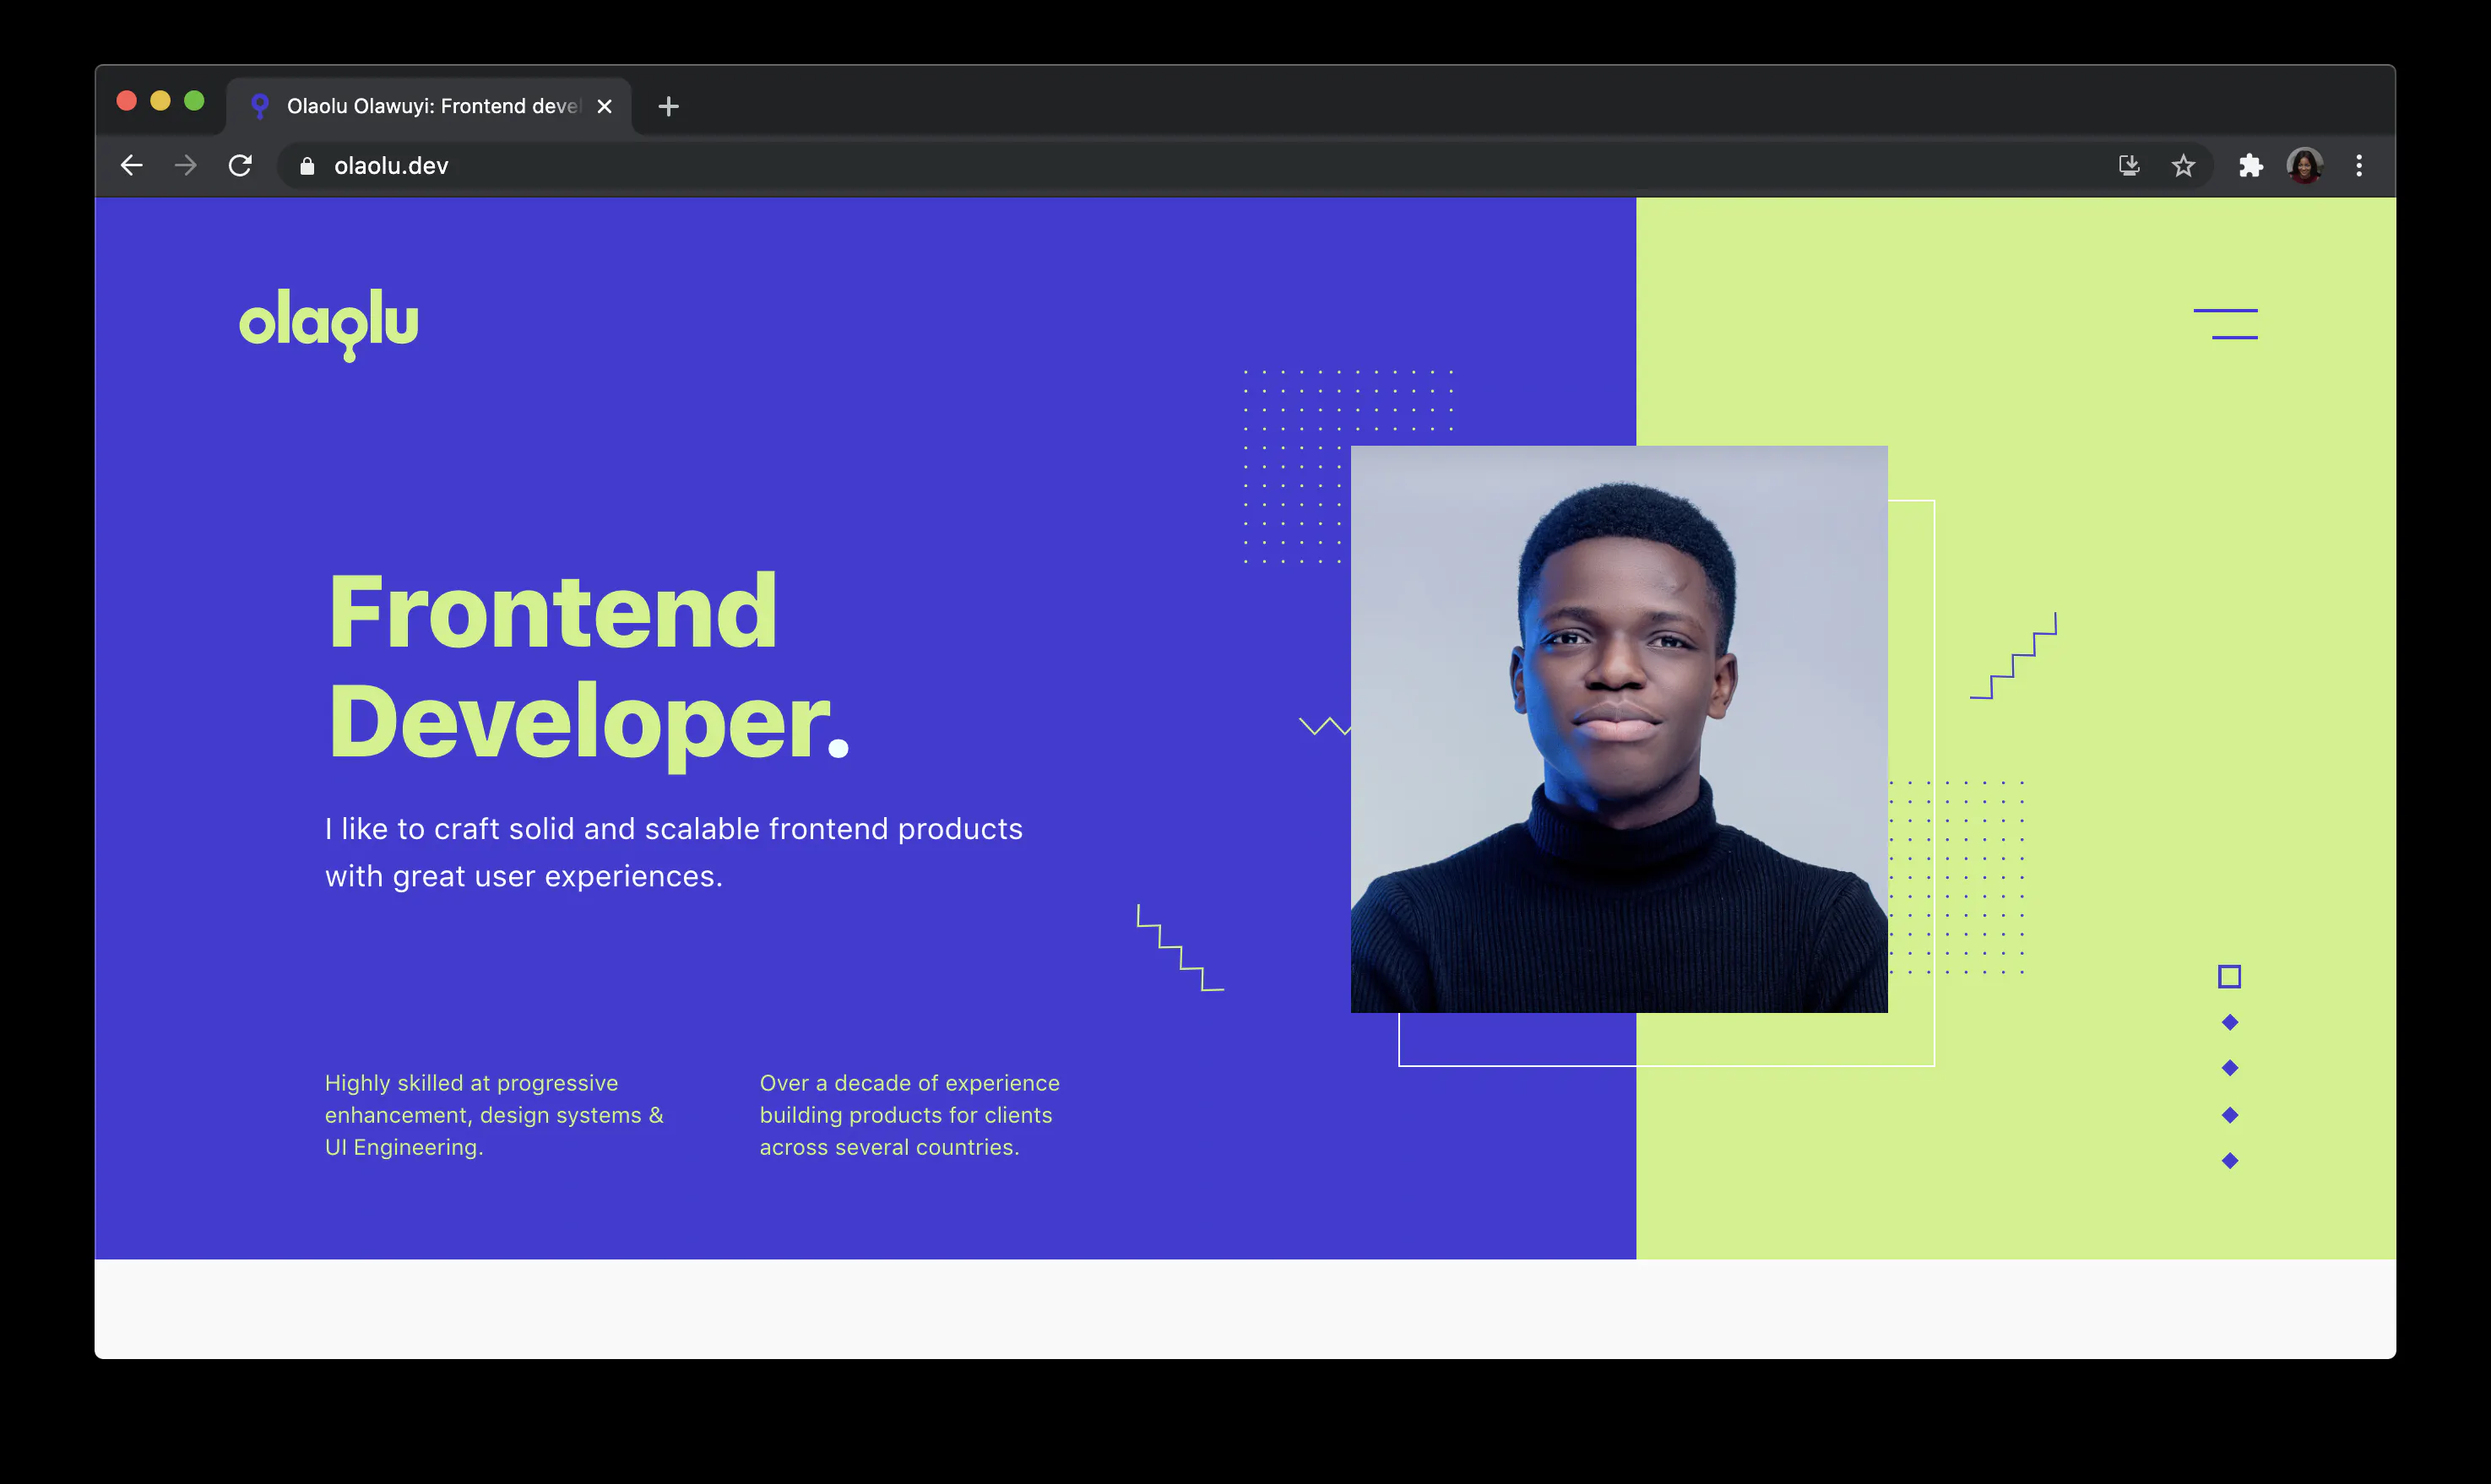 Olaolu Olawuyi: Frontend devel
olaolu.dev
olaolu
Frontend
Developer.
I like to craft solid and scalable frontend products
with great user experiences.
Highly skilled at progressive
enhancement, design systems &
UI Engineering.
Over a decade of experience
building products for clients
across several countries.